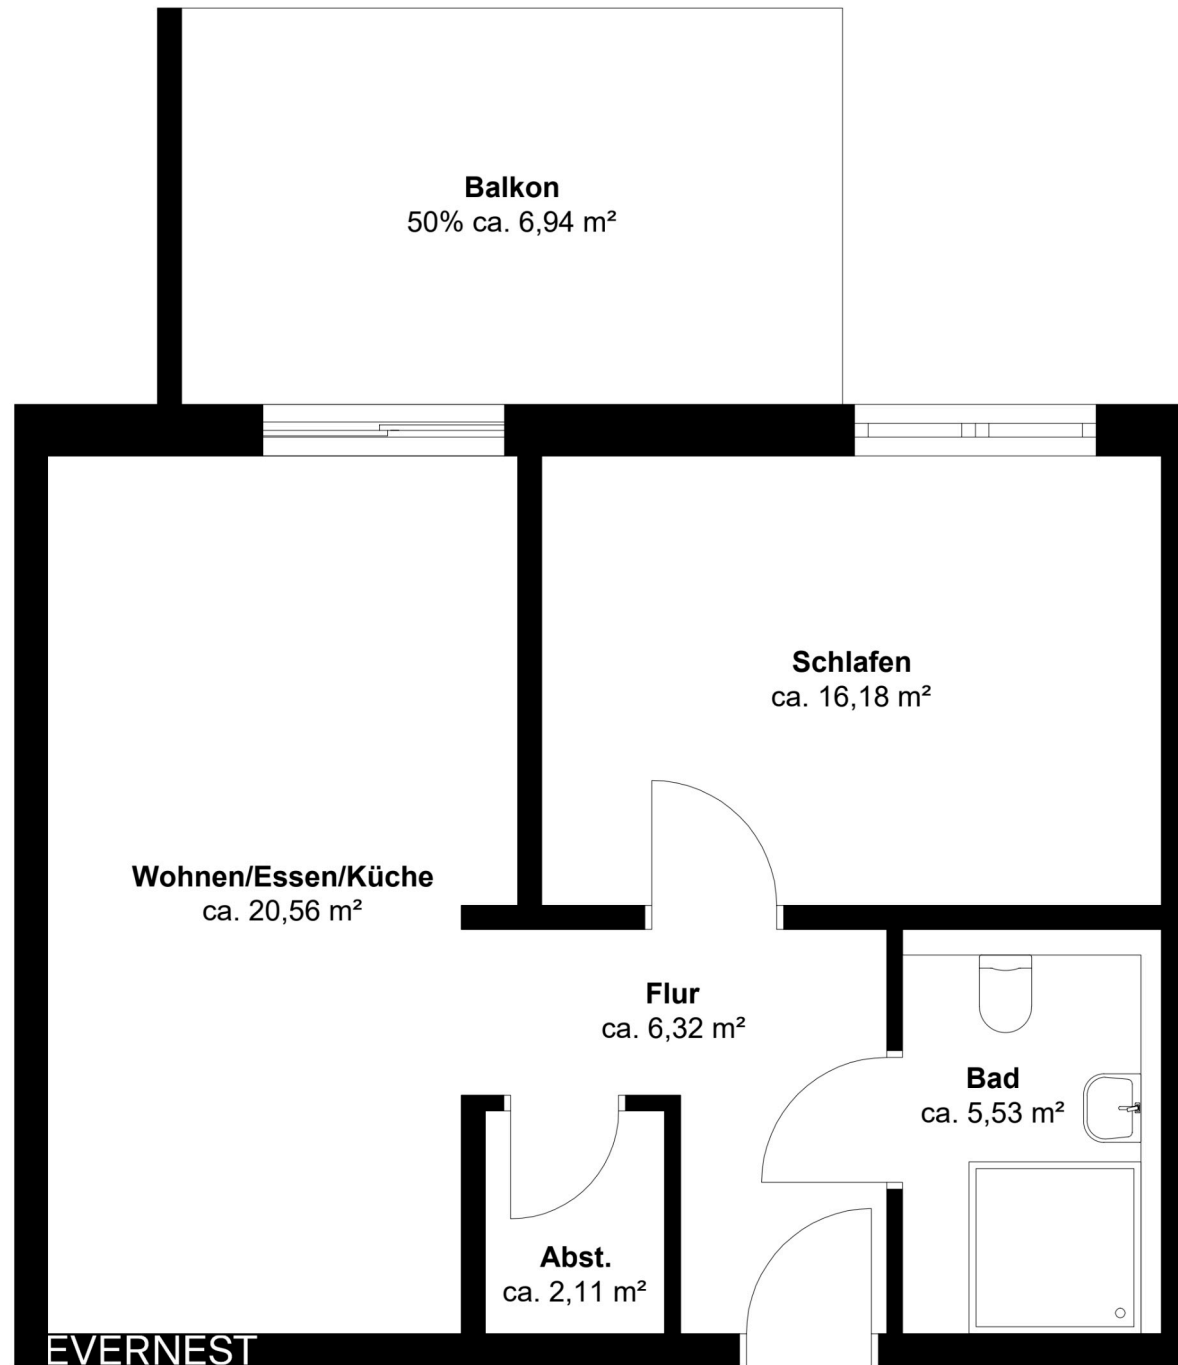 Balkon
50% ca. 6,94 m²
Schlafen
ca. 16,18 m²
Wohnen/Essen/Küche
ca. 20,56 m²
Flur
ca. 6,32 m²
Bad
ca. 5,53 m²
Abst.
ca. 2,11 m²
EVERNEST